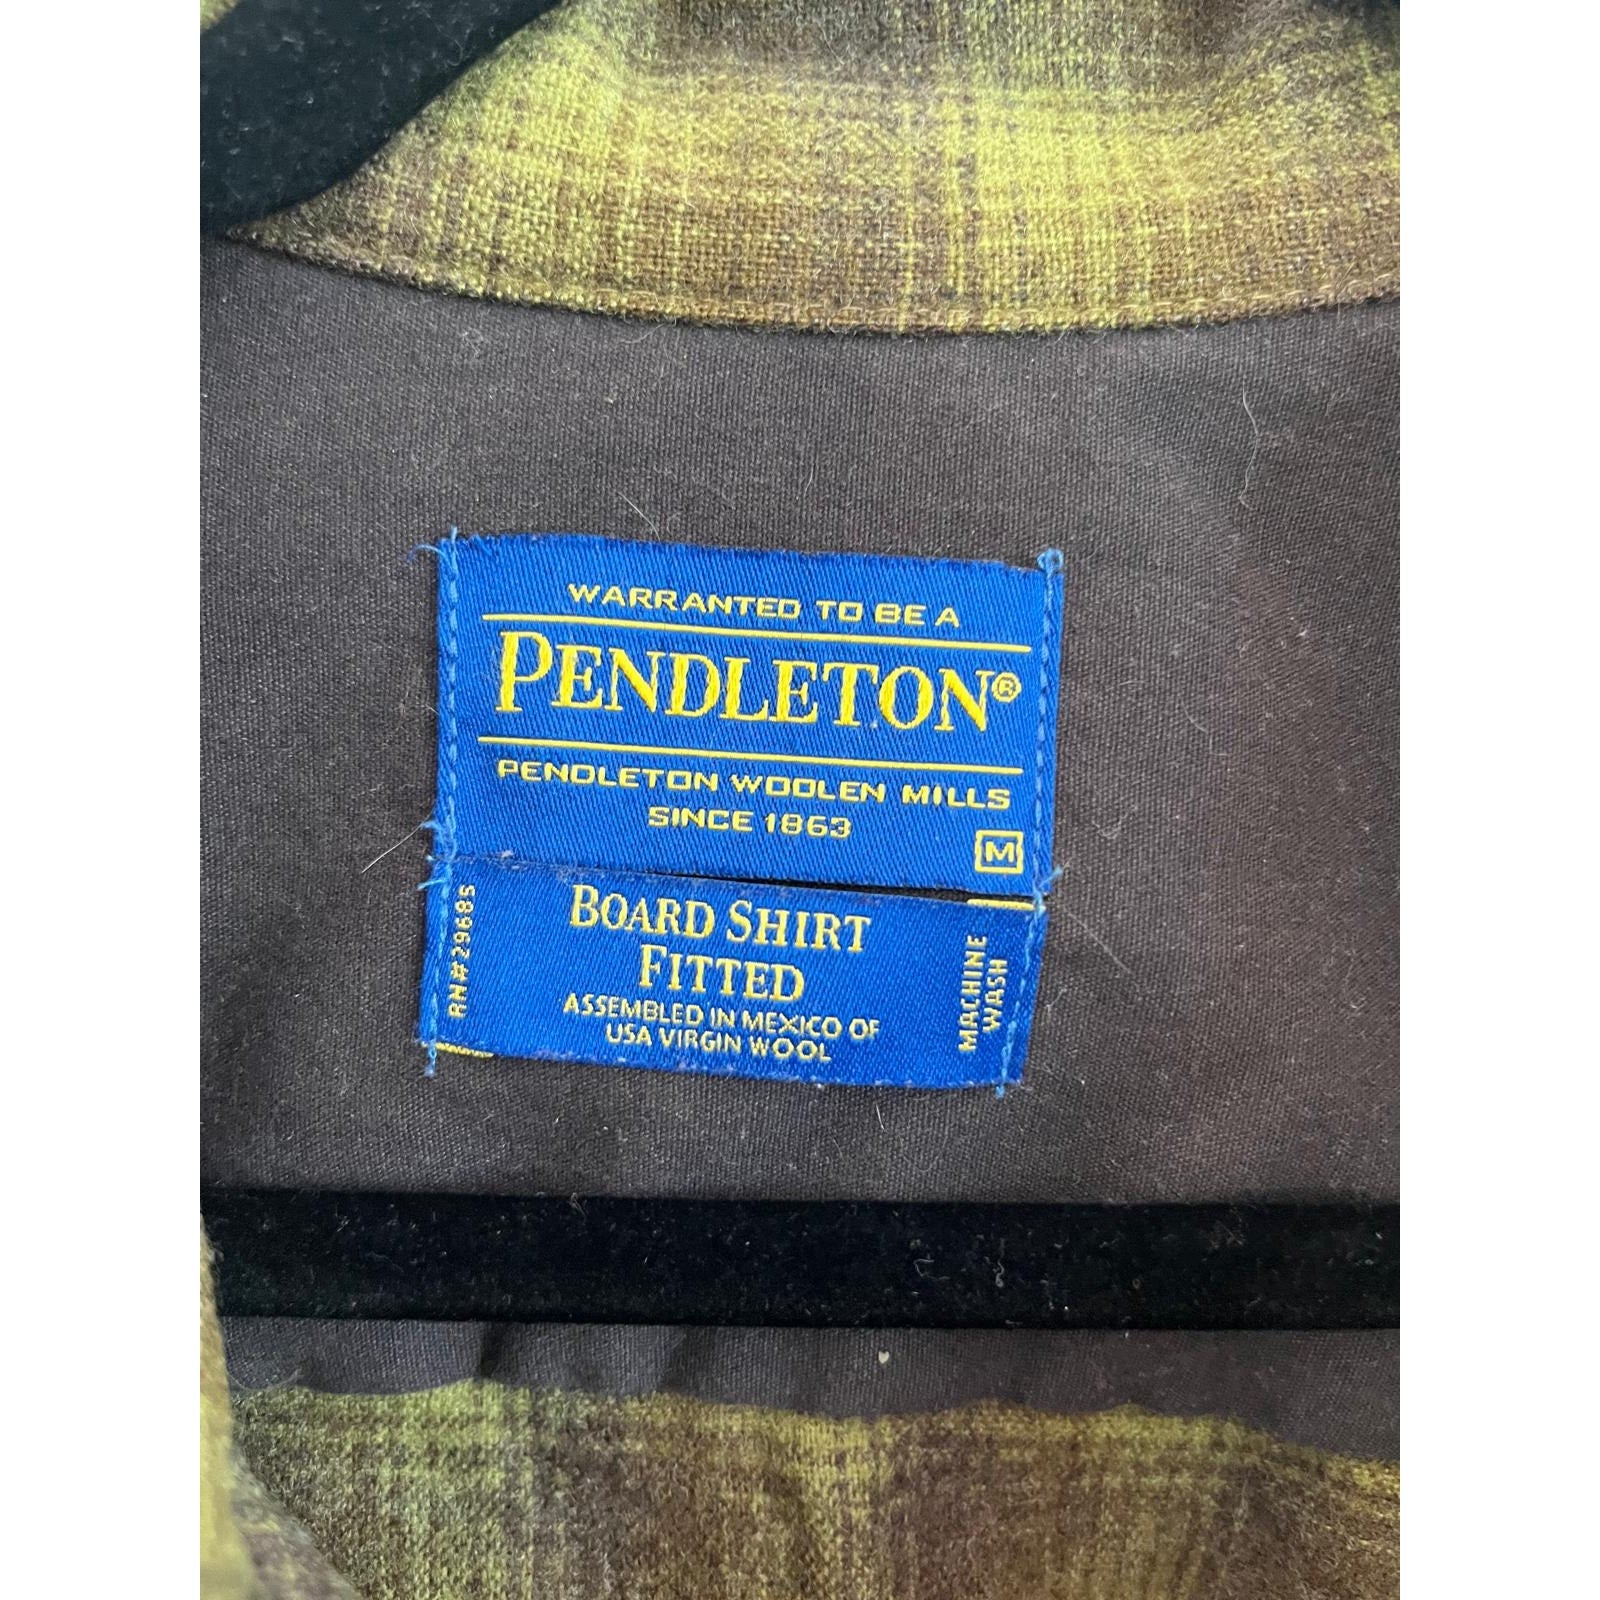 WARRANTED TO BE A
PENDLETON®
PENDLETON WOOLEN MILLS
SINCE 1863
M
RN#29685
BOARD SHIRT
FITTED
ASSEMBLED IN MEXICO OF
USA VIRGIN WOOL
MACHINE
WASH